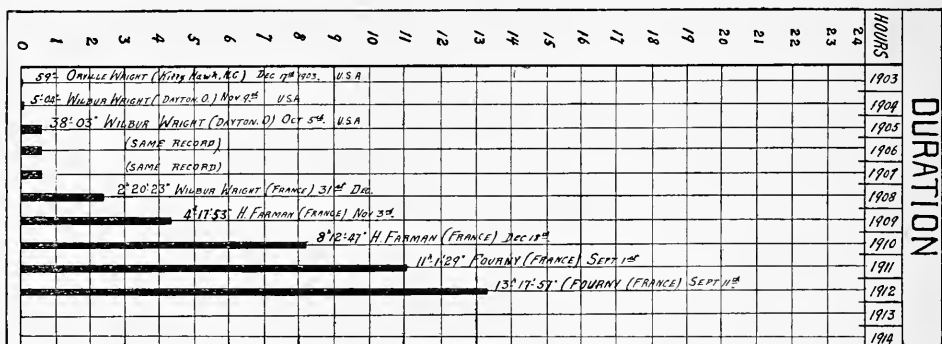 0 1 2 3 4 5 6 7 8 9 10 11 12 13 14 15 16 17 18 19 20 21 22 23 24 HOURS
DURATION
59" ORVILLE WRIGHT (Kitty Hawk. N.C) DEC 17th 1903. U.S.A 1903
5'-04" WILBUR WRIGHT (DAYTON. O.) NOV 9th U.S.A 1904
38'-03" WILBUR WRIGHT (DAYTON. O) OCT 5th. U.S.A 1905
(SAME RECORD) 1906
(SAME RECORD) 1907
2h 20'-23" WILBUR WRIGHT (FRANCE) 31st DEC. 1908
4h-17'-53" H. FARMAN (FRANCE) NOV 3rd. 1909
8h 12'-47" H. FARMAN (FRANCE) DEC 18th 1910
11h-1'-29" FOURNY (FRANCE) SEPT 1st 1911
13h 17'-57" (FOURNY (FRANCE) SEPT 11th 1912
1913
1914